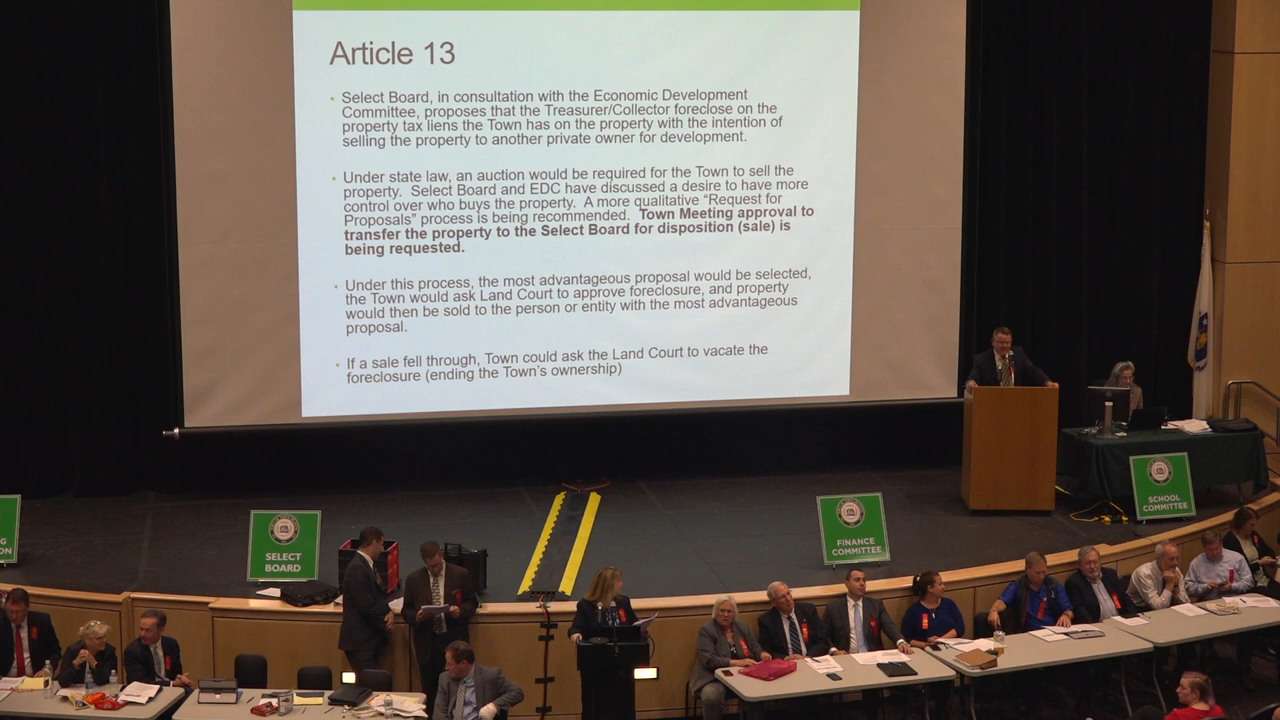 Article 13
Select Board, in consultation with the Economic Development
Committee, proposes that the Treasurer/Collector foreclose on the
property tax liens the Town has on the property with the intention of
selling the property to another private owner for development.
Under state law, an auction would be required for the Town to sell the
property. Select Board and EDC have discussed a desire to have more
control over who buys the property. A more qualitative “Request for
Proposals” process is being recommended. Town Meeting approval to
transfer the property to the Select Board for disposition (sale) is
being requested.
Under this process, the most advantageous proposal would be selected,
the Town would ask Land Court to approve foreclosure, and property
would then be sold to the person or entity with the most advantageous
proposal.
If a sale fell through, Town could ask the Land Court to vacate the
foreclosure (ending the Town’s ownership)
SCHOOL
COMMITTEE
FINANCE
COMMITTEE
SELECT
BOARD
G
ON